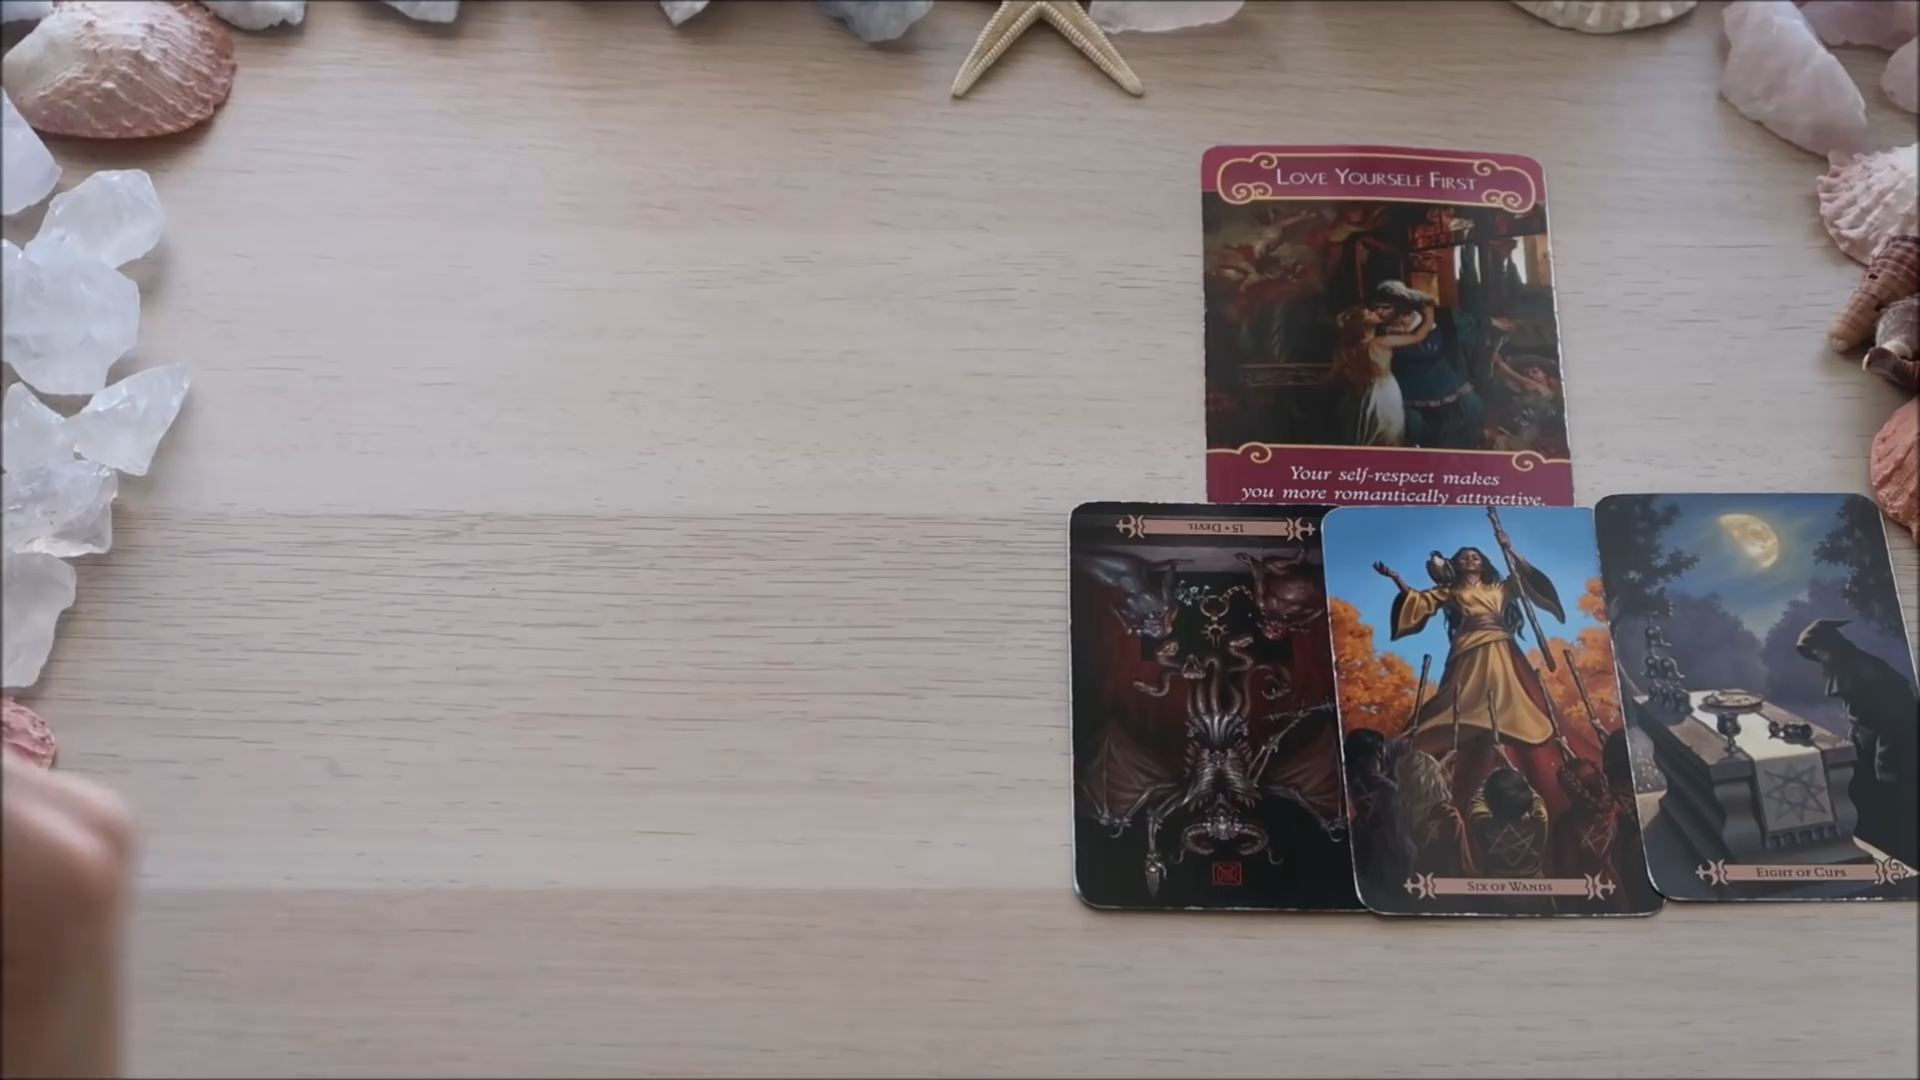 LOVE YOURSELF FIRST
Your self-respect makes
you more romantically attractive.
15 • DEVIL
SIX OF WANDS
EIGHT OF CUPS